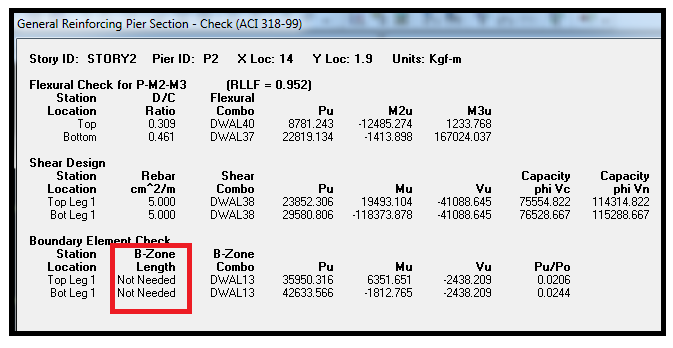 General Reinforcing Pier Section - Check (ACI 318-99)
Story ID: STORY2 Pier ID: P2 X Loc: 14 Y Loc: 1.9 Units: Kgf-m
Flexural Check for P-M2-M3 (RLLF = 0.952)
Station D/C Flexural
Location Ratio Combo Pu M2u M3u
Top 0.309 DWAL40 8781.243 -12485.274 1233.768
Bottom 0.461 DWAL37 22819.134 -1413.898 167024.037
Shear Design
Station Rebar Shear Capacity Capacity
Location cm^2/m Combo Pu Mu Vu phi Vc phi Vn
Top Leg 1 5.000 DWAL38 23852.306 19493.104 -41088.645 75554.822 114314.822
Bot Leg 1 5.000 DWAL38 29580.806 -118373.878 -41088.645 76528.667 115288.667
Boundary Element Check
Station B-Zone B-Zone
Location Length Combo Pu Mu Vu Pu/Po
Top Leg 1 Not Needed DWAL13 35950.316 6351.651 -2438.209 0.0206
Bot Leg 1 Not Needed DWAL13 42633.566 -1812.765 -2438.209 0.0244